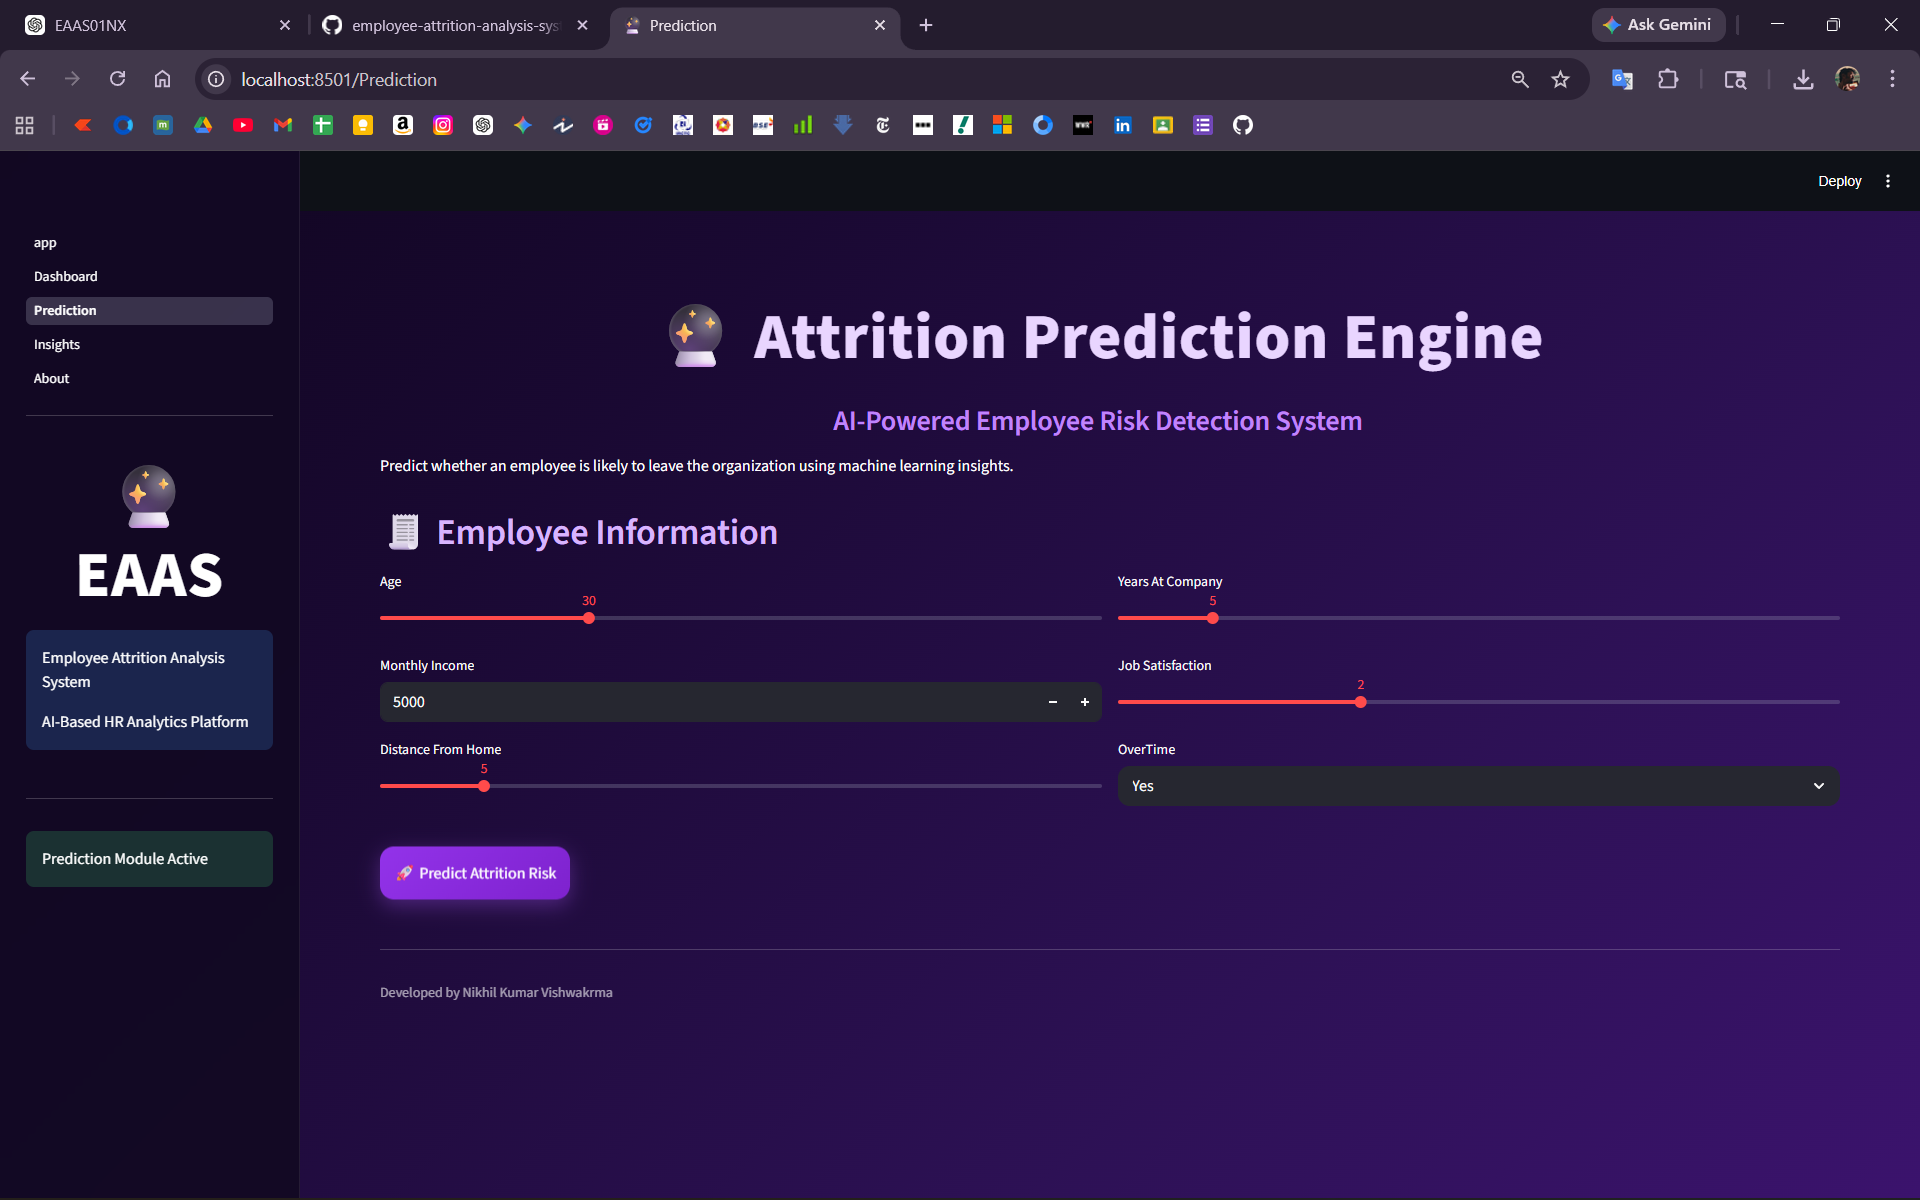 EAAS01NX
employee-attrition-analysis-sys
Prediction
Ask Gemini
localhost:8501/Prediction
Deploy
app
Dashboard
Prediction
Insights
About
EAAS
Employee Attrition Analysis
System
AI-Based HR Analytics Platform
Prediction Module Active
Attrition Prediction Engine
AI-Powered Employee Risk Detection System
Predict whether an employee is likely to leave the organization using machine learning insights.
Employee Information
Age
30
Years At Company
5
Monthly Income
5000
Job Satisfaction
2
Distance From Home
5
OverTime
Yes
Predict Attrition Risk
Developed by Nikhil Kumar Vishwakrma